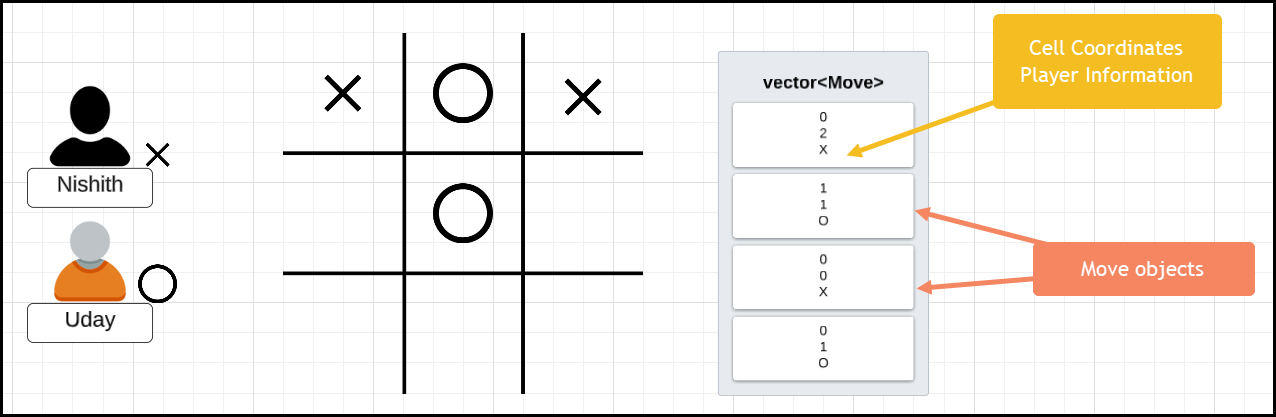 Nishith
Uday
vector<Move>
0
2
X
1
1
O
0
0
X
0
1
O
Cell Coordinates
Player Information
Move objects